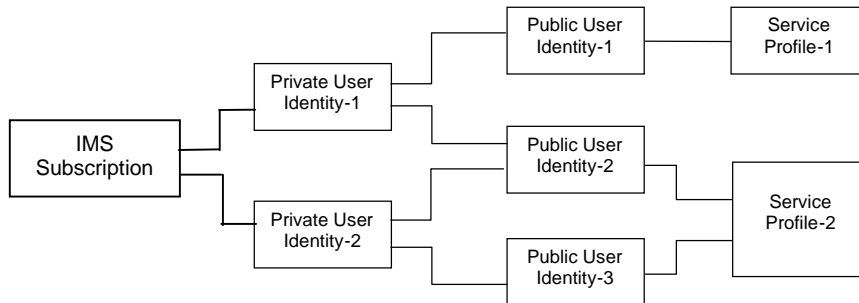 IMS
Subscription
Private User
Identity-1
Private User
Identity-2
Public User
Identity-1
Public User
Identity-2
Public User
Identity-3
Service
Profile-1
Service
Profile-2